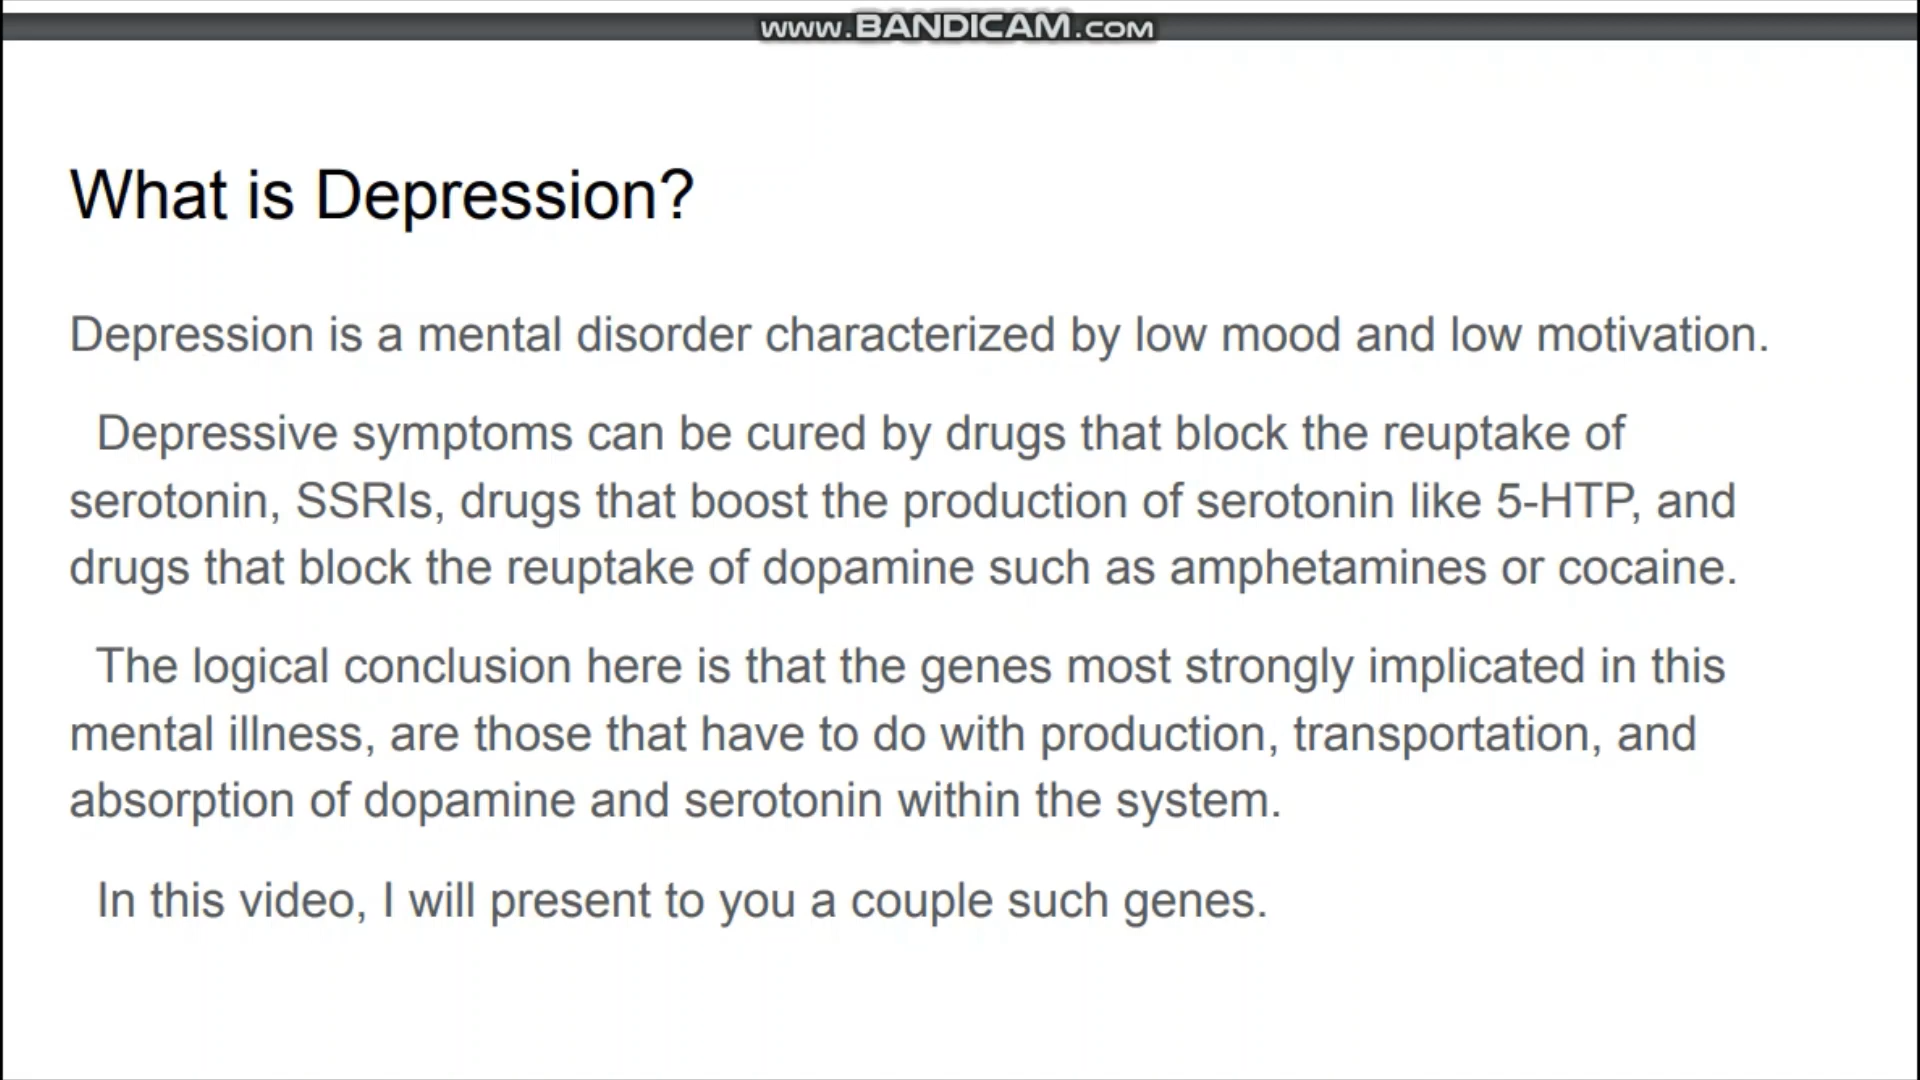 www.BANDICAM.com
What is Depression?
Depression is a mental disorder characterized by low mood and low motivation.
Depressive symptoms can be cured by drugs that block the reuptake of
serotonin, SSRIs, drugs that boost the production of serotonin like 5-HTP, and
drugs that block the reuptake of dopamine such as amphetamines or cocaine.
The logical conclusion here is that the genes most strongly implicated in this
mental illness, are those that have to do with production, transportation, and
absorption of dopamine and serotonin within the system.
In this video, I will present to you a couple such genes.